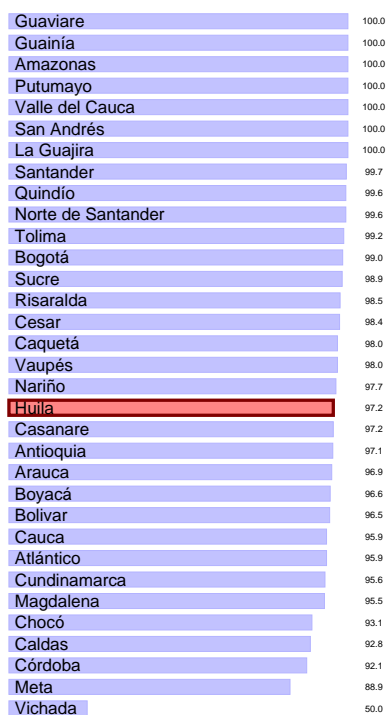 Guaviare 100.0
Guainía 100.0
Amazonas 100.0
Putumayo 100.0
Valle del Cauca 100.0
San Andrés 100.0
La Guajira 100.0
Santander 99.7
Quindío 99.6
Norte de Santander 99.6
Tolima 99.2
Bogotá 99.0
Sucre 98.9
Risaralda 98.5
Cesar 98.4
Caquetá 98.0
Vaupés 98.0
Nariño 97.7
Huila 97.2
Casanare 97.2
Antioquia 97.1
Arauca 96.9
Boyacá 96.6
Bolivar 96.5
Cauca 95.9
Atlántico 95.9
Cundinamarca 95.6
Magdalena 95.5
Chocó 93.1
Caldas 92.8
Córdoba 92.1
Meta 88.9
Vichada 50.0